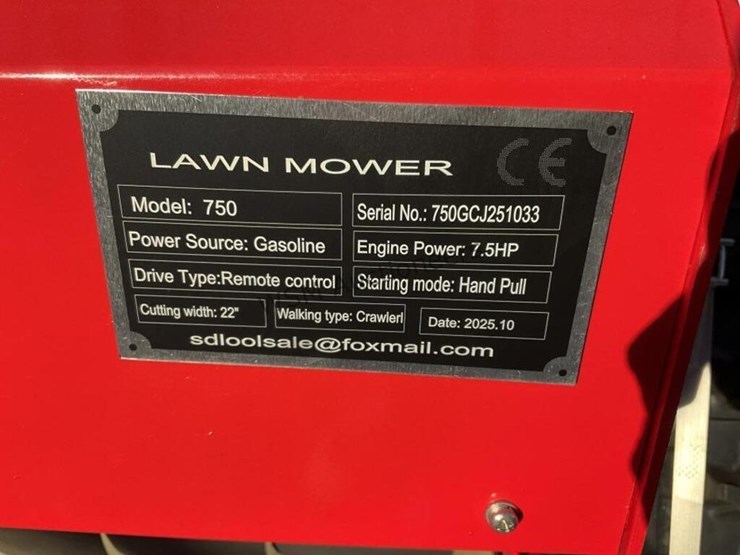 LAWN MOWER CE
Model: 750
Serial No.: 750GCJ251033
Power Source: Gasoline
Engine Power: 7.5HP
Drive Type:Remote control
Starting mode: Hand Pull
Cutting width: 22"
Walking type: Crawlerl
Date: 2025.10
sdloolsale@foxmail.com